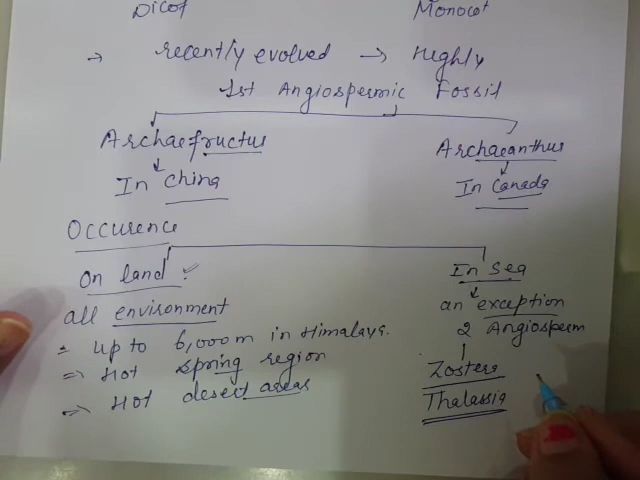 Dicot Monocot
→ recently evolved → Highly
1st Angiospermic Fossil
Archaefructus Archaeanthus
In China In Canada
Occurence
On land In Sea
all environment an exception
2 Angiosperm
= up to 6,000m in Himalaya.
⇒ Hot spring region Zostera
⇒ Hot desert areas Thalassia